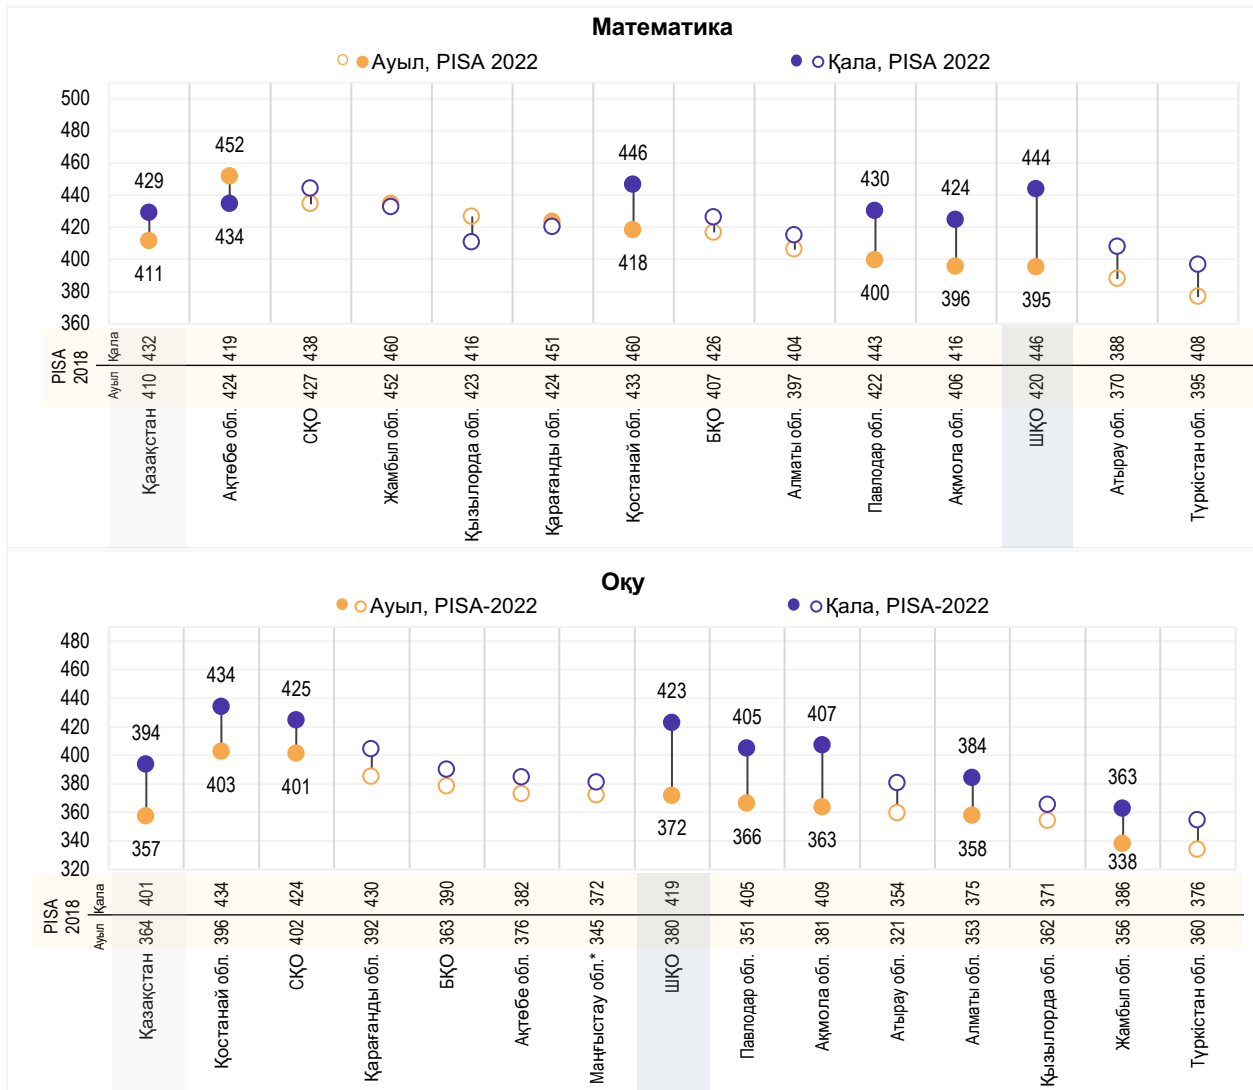 Математика
Ауыл, PISA 2022
Қала, PISA 2022
500
480
460
440
420
400
380
360
429
411
452
434
446
418
430
400
424
396
444
395
PISA 2018
Қала 432 419 438 460 416 451 460 426 404 443 416 446 388 408
Ауыл 410 424 427 452 423 424 433 407 397 422 406 420 370 395
Қазақстан
Ақтөбе обл.
СҚО
Жамбыл обл.
Қызылорда обл.
Қарағанды обл.
Қостанай обл.
БҚО
Алматы обл.
Павлодар обл.
Ақмола обл.
ШҚО
Атырау обл.
Түркістан обл.
Оқу
Ауыл, PISA-2022
Қала, PISA-2022
480
460
440
420
400
380
360
340
320
394
357
434
403
425
401
423
372
405
366
407
363
384
358
363
338
PISA 2018
Қала 401 434 424 430 390 382 372 419 405 409 354 375 371 386 376
Ауыл 364 396 402 392 363 376 345 380 351 381 321 353 362 356 360
Қазақстан
Қостанай обл.
СҚО
Қарағанды обл.
БҚО
Ақтөбе обл.
Маңғыстау обл.*
ШҚО
Павлодар обл.
Ақмола обл.
Атырау обл.
Алматы обл.
Қызылорда обл.
Жамбыл обл.
Түркістан обл.